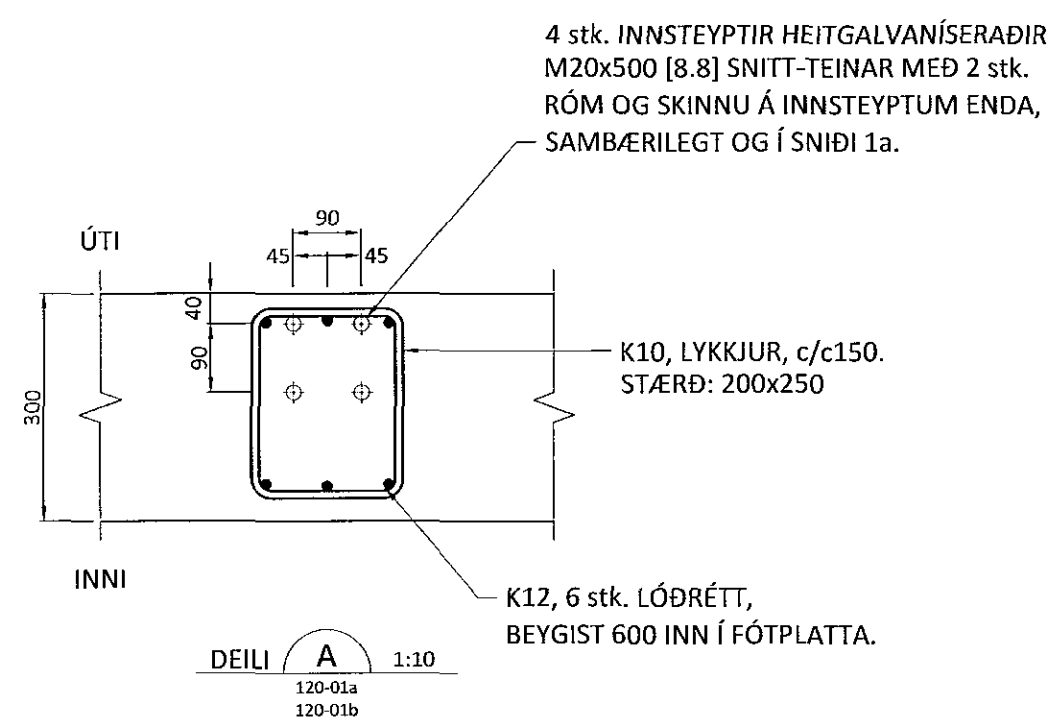 4 stk. INNSTEYPTIR HEITGALVANÍSERAÐIR
M20x500 [8.8] SNITT-TEINAR MEÐ 2 stk.
RÓM OG SKINNU Á INNSTEYPTUM ENDA,
SAMBÆRILEGT OG Í SNIÐI 1a.
90
ÚTI
45
45
40
90
300
K10, LYKKJUR, c/c150.
STÆRÐ: 200x250
INNI
K12, 6 stk. LÓÐRÉTT,
BEYGIST 600 INN Í FÓTPLATTA.
DEILI A 1:10
120-01a
120-01b